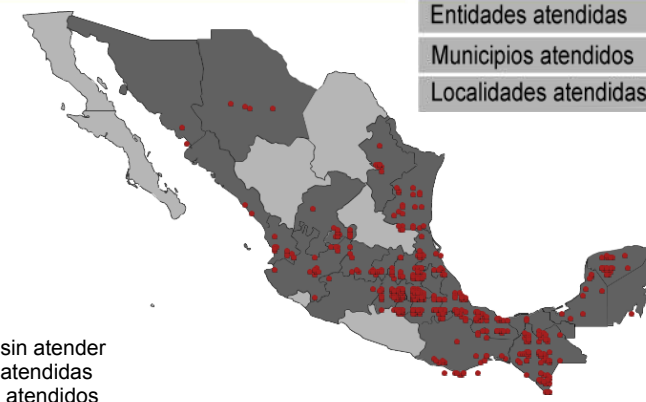 Entidades atendidas
Municipios atendidos
Localidades atendidas
sin atender
atendidas
atendidos